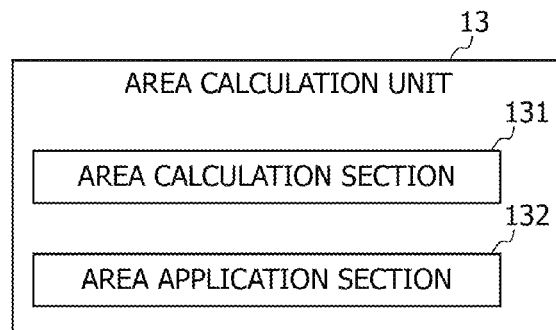 13
AREA CALCULATION UNIT
131
AREA CALCULATION SECTION
132
AREA APPLICATION SECTION